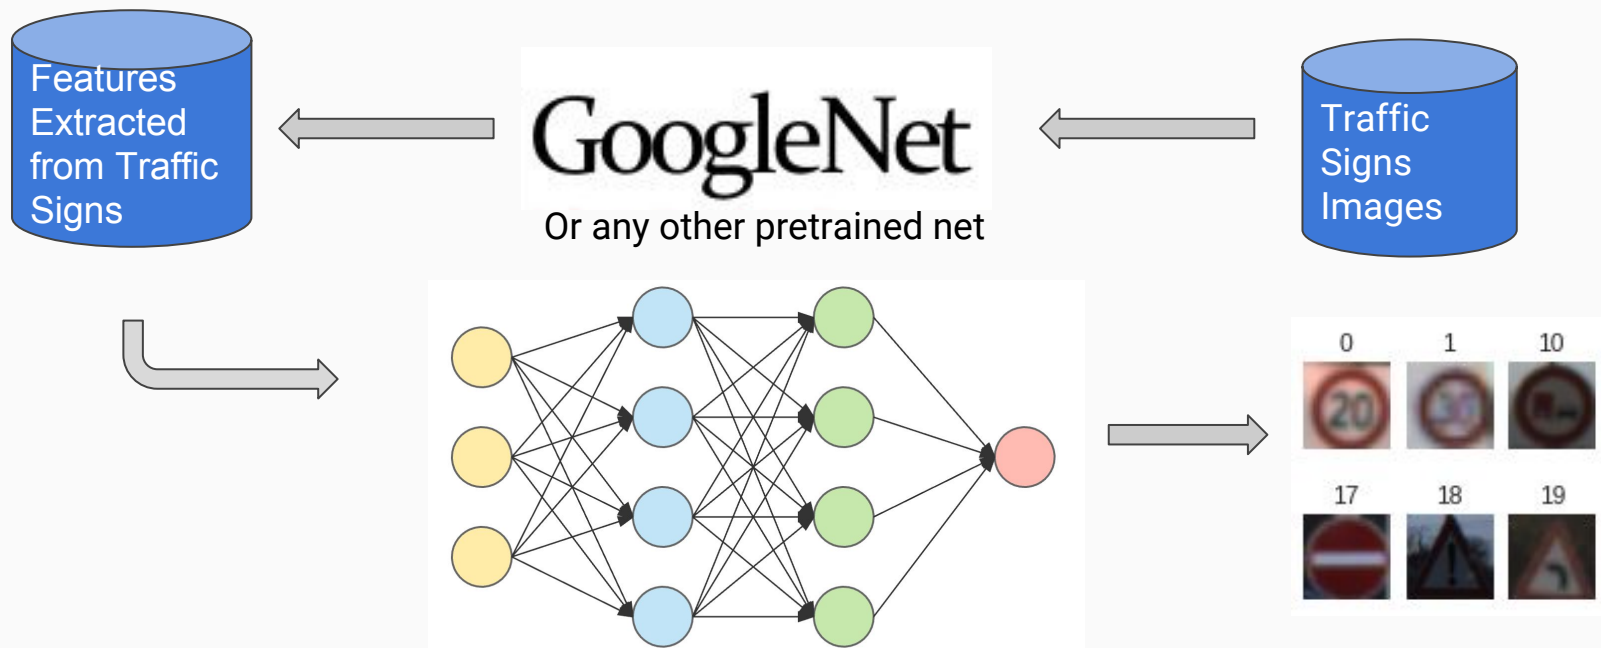 Features
Extracted
from Traffic
Signs
GoogleNet
Or any other pretrained net
Traffic
Signs
Images
0 1 10
20 30
17 18 19